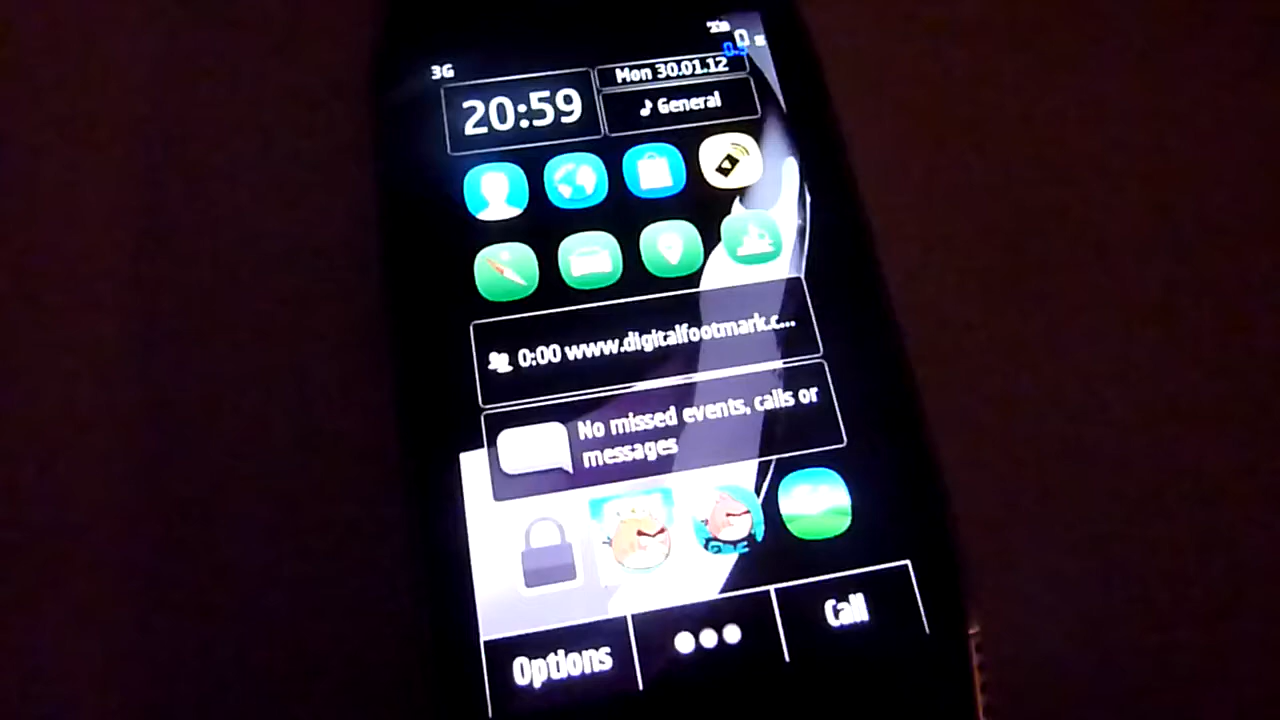 3G
Mon 30.01.12
20:59
General
0:00 www.digitalfootmark.c...
No missed events, calls or
messages
Options
Call